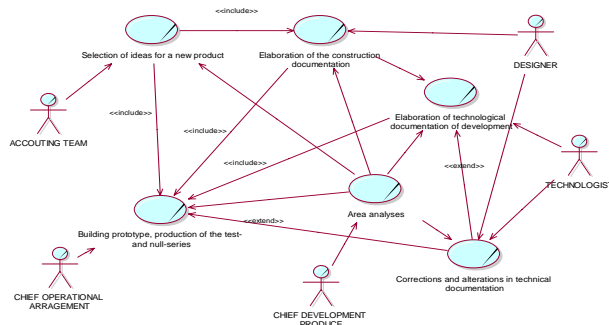 <<include>>
Selection of ideas for a new product
Elaboration of the construction
documentation
DESIGNER
<<include>>
<<include>>
Elaboration of technological
documentation of development
ACCOUTING TEAM
<<include>>
<<extend>>
TECHNOLOGIST
Area analyses
<<extend>>
Building prototype, production of the test-
and null-series
Corrections and alterations in technical
documentation
CHIEF OPERATIONAL
ARRAGEMENT
CHIEF DEVELOPMENT
PRODUCE